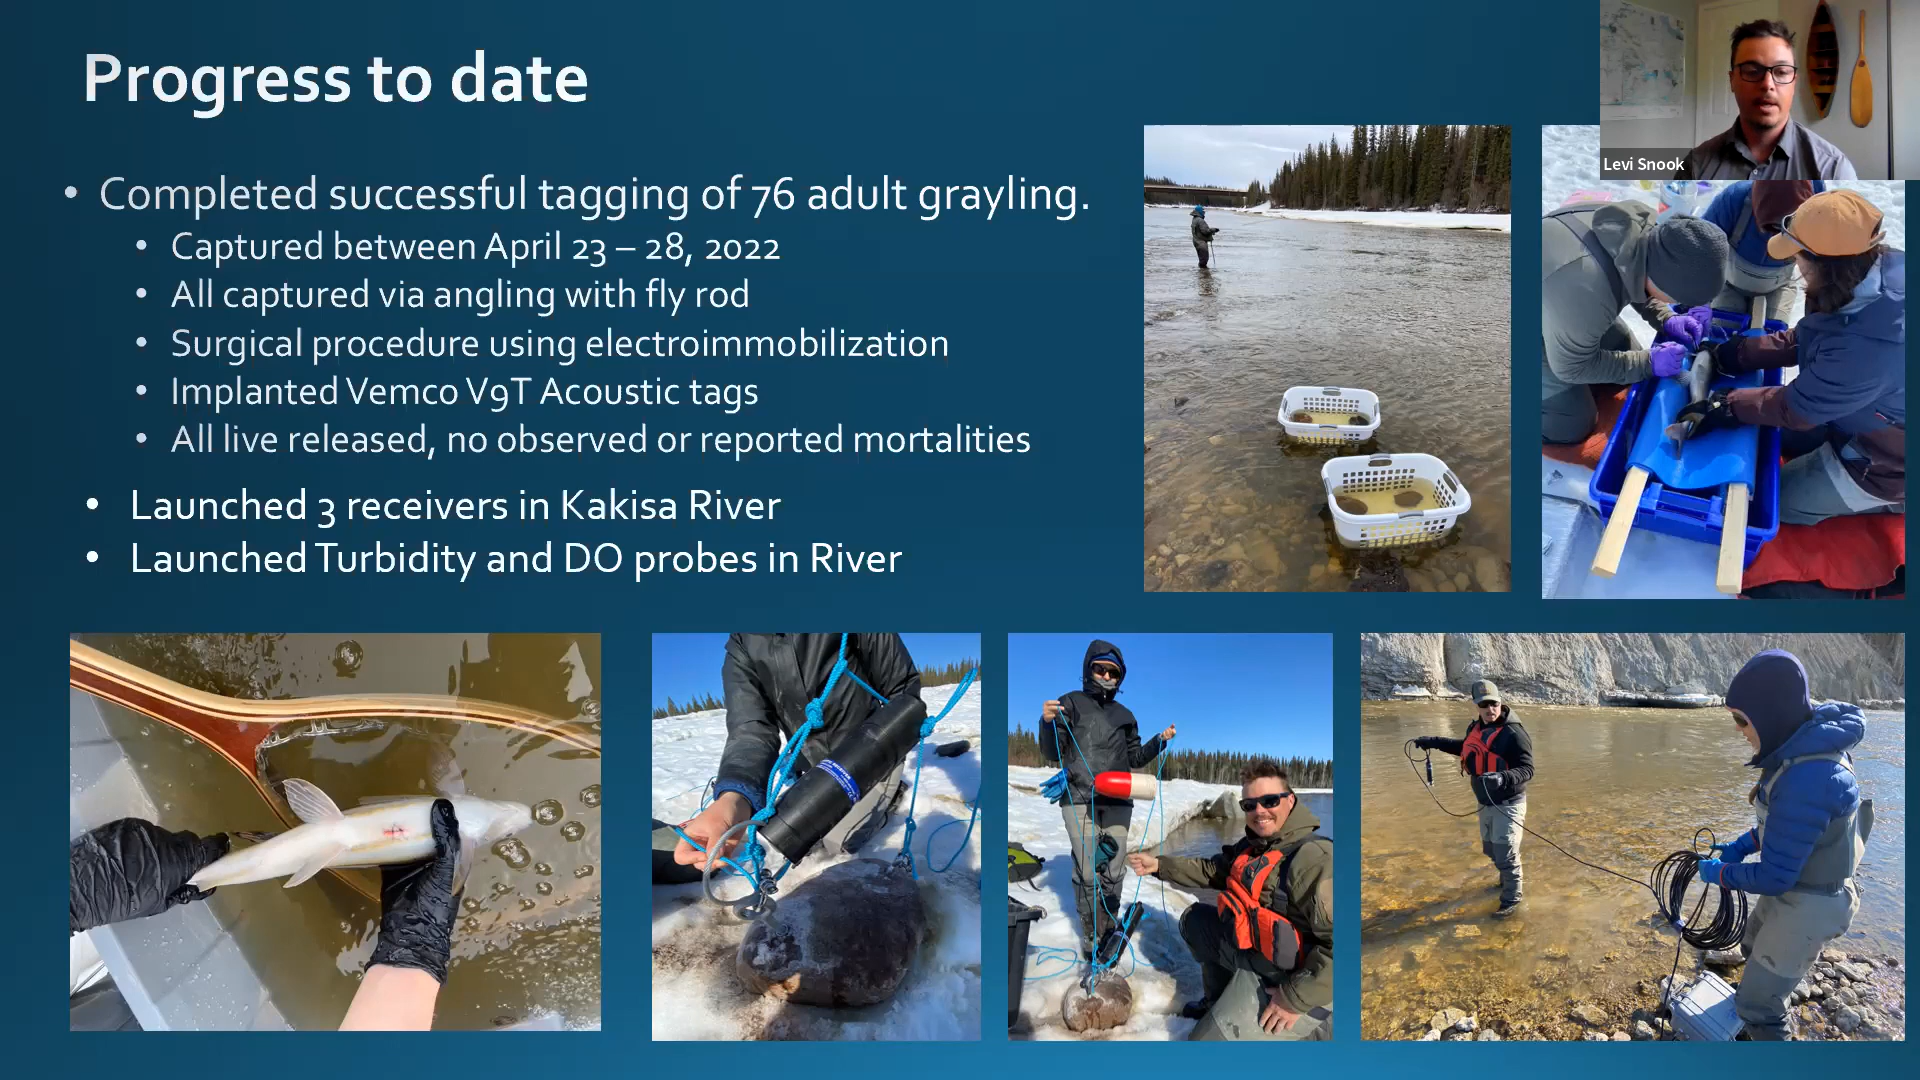 Progress to date
Levi Snook
• Completed successful tagging of 76 adult grayling.
• Captured between April 23 – 28, 2022
• All captured via angling with fly rod
• Surgical procedure using electroimmobilization
• Implanted Vemco V9T Acoustic tags
• All live released, no observed or reported mortalities
• Launched 3 receivers in Kakisa River
• Launched Turbidity and DO probes in River